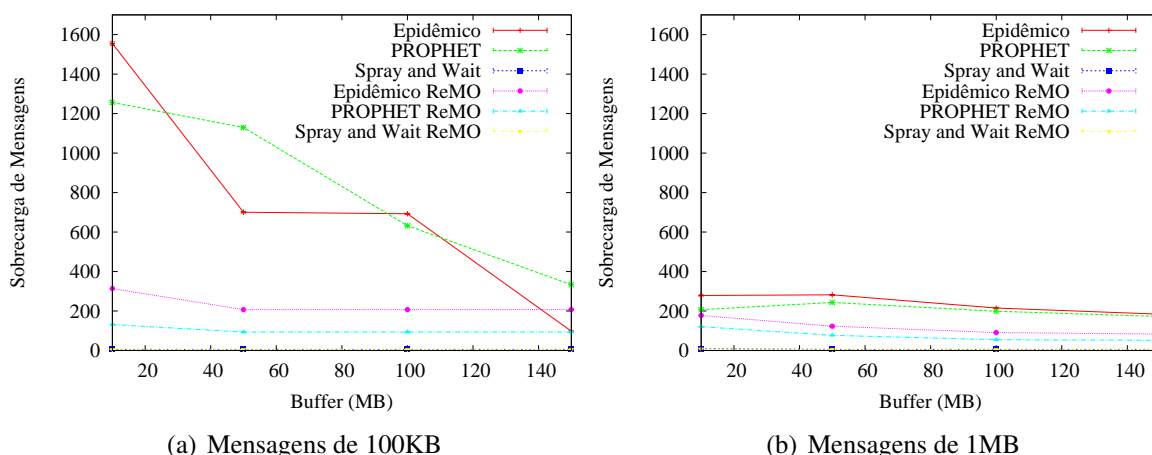 Sobrecarga de Mensagens
1600
1400
1200
1000
800
600
400
200
0
20 40 60 80 100 120 140
Buffer (MB)
Epidêmico
PROPHET
Spray and Wait
Epidêmico ReMO
PROPHET ReMO
Spray and Wait ReMO
(a) Mensagens de 100KB
Sobrecarga de Mensagens
1600
1400
1200
1000
800
600
400
200
0
20 40 60 80 100 120 140
Buffer (MB)
Epidêmico
PROPHET
Spray and Wait
Epidêmico ReMO
PROPHET ReMO
Spray and Wait ReMO
(b) Mensagens de 1MB